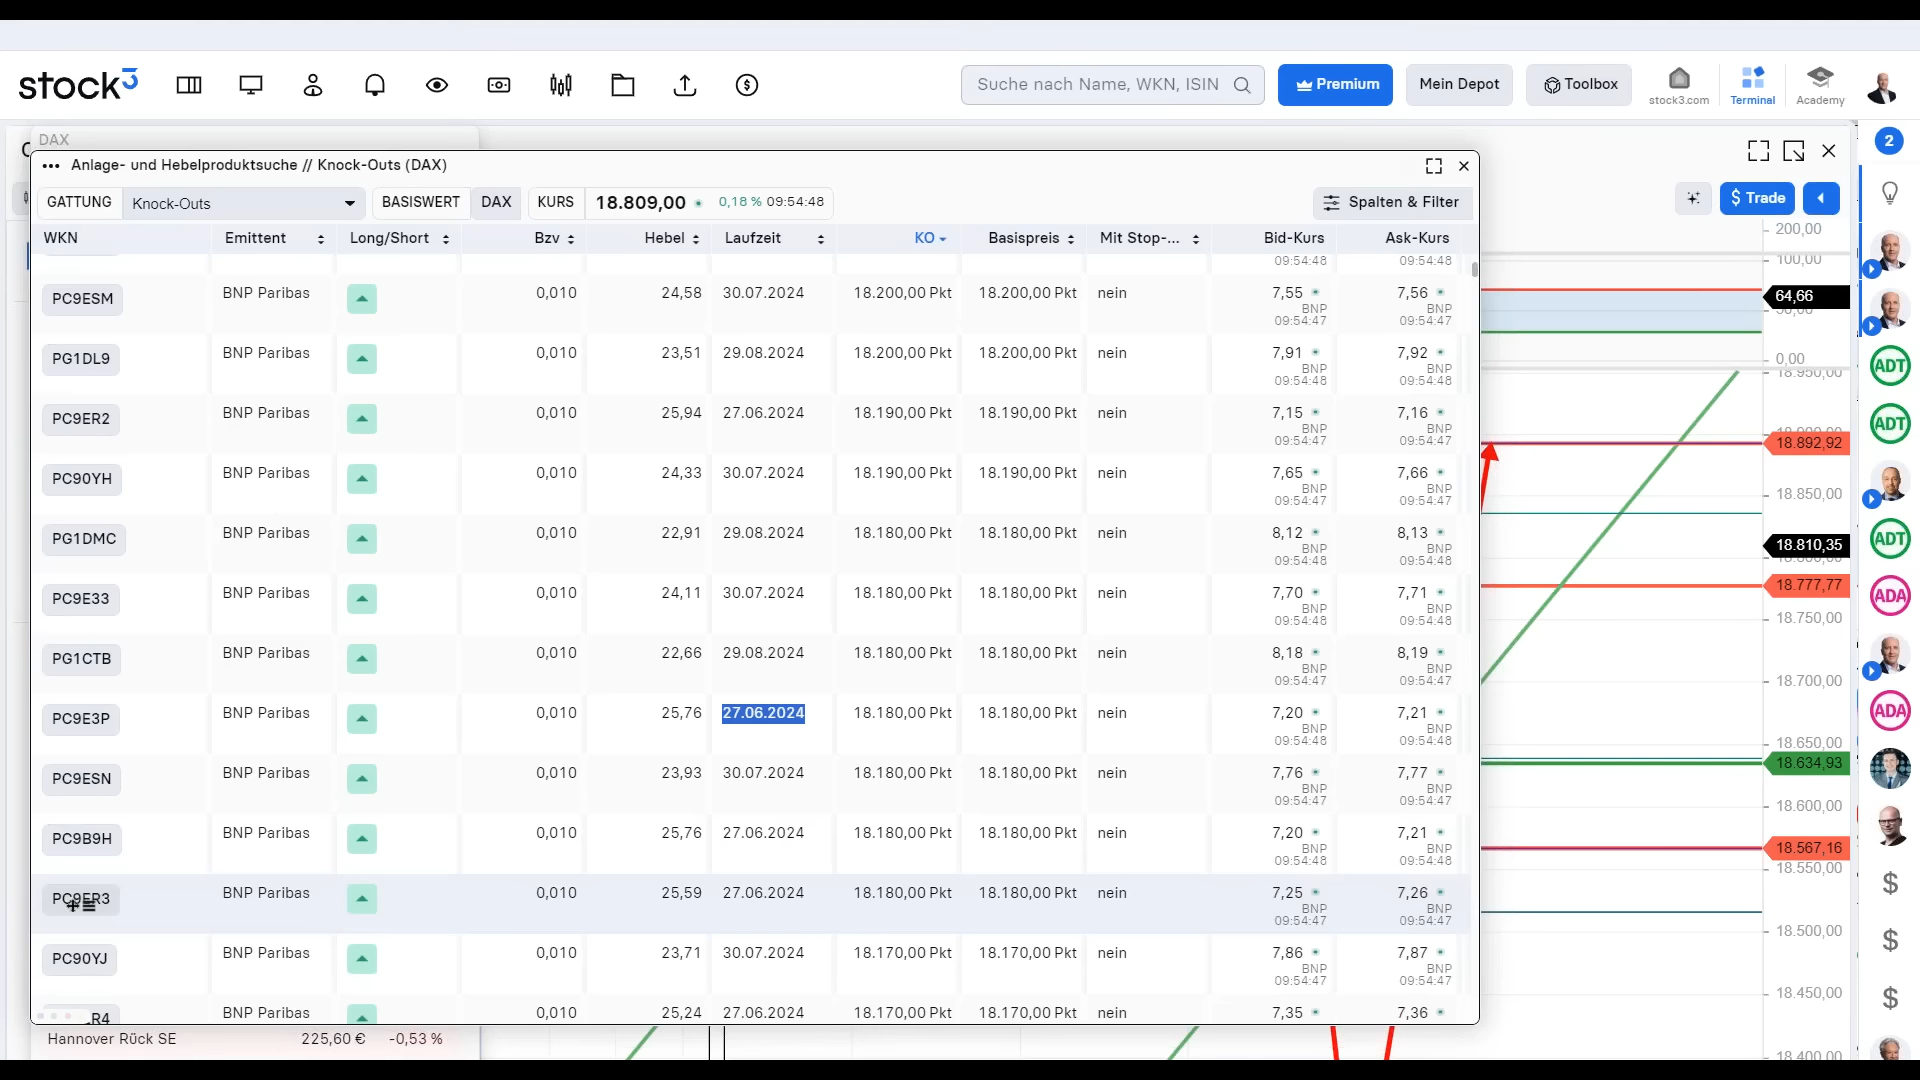 stock3
Suche nach Name, WKN, ISIN
Premium
Mein Depot
Toolbox
stock3.com
Terminal
Academy
DAX
2
Anlage- und Hebelproduktsuche // Knock-Outs (DAX)
GATTUNG Knock-Outs BASISWERT DAX KURS 18.809,00 0,18 % 09:54:48 Spalten & Filter
$ Trade
WKN Emittent Long/Short Bzv Hebel Laufzeit KO Basispreis Mit Stop-... Bid-Kurs Ask-Kurs
09:54:48 09:54:48
PC9ESM BNP Paribas 0,010 24,58 30.07.2024 18.200,00 Pkt 18.200,00 Pkt nein 7,55 7,56
BNP BNP
09:54:47 09:54:47
PG1DL9 BNP Paribas 0,010 23,51 29.08.2024 18.200,00 Pkt 18.200,00 Pkt nein 7,91 7,92
BNP BNP
09:54:48 09:54:48
PC9ER2 BNP Paribas 0,010 25,94 27.06.2024 18.190,00 Pkt 18.190,00 Pkt nein 7,15 7,16
BNP BNP
09:54:47 09:54:47
PC90YH BNP Paribas 0,010 24,33 30.07.2024 18.190,00 Pkt 18.190,00 Pkt nein 7,65 7,66
BNP BNP
09:54:47 09:54:47
PG1DMC BNP Paribas 0,010 22,91 29.08.2024 18.180,00 Pkt 18.180,00 Pkt nein 8,12 8,13
BNP BNP
09:54:48 09:54:48
PC9E33 BNP Paribas 0,010 24,11 30.07.2024 18.180,00 Pkt 18.180,00 Pkt nein 7,70 7,71
BNP BNP
09:54:48 09:54:48
PG1CTB BNP Paribas 0,010 22,66 29.08.2024 18.180,00 Pkt 18.180,00 Pkt nein 8,18 8,19
BNP BNP
09:54:47 09:54:47
PC9E3P BNP Paribas 0,010 25,76 27.06.2024 18.180,00 Pkt 18.180,00 Pkt nein 7,20 7,21
BNP BNP
09:54:48 09:54:48
PC9ESN BNP Paribas 0,010 23,93 30.07.2024 18.180,00 Pkt 18.180,00 Pkt nein 7,76 7,77
BNP BNP
09:54:47 09:54:47
PC9B9H BNP Paribas 0,010 25,76 27.06.2024 18.180,00 Pkt 18.180,00 Pkt nein 7,20 7,21
BNP BNP
09:54:48 09:54:48
PC9ER3 BNP Paribas 0,010 25,59 27.06.2024 18.180,00 Pkt 18.180,00 Pkt nein 7,25 7,26
BNP BNP
09:54:47 09:54:47
PC90YJ BNP Paribas 0,010 23,71 30.07.2024 18.170,00 Pkt 18.170,00 Pkt nein 7,86 7,87
BNP BNP
09:54:47 09:54:47
R4 BNP Paribas 0,010 25,24 27.06.2024 18.170,00 Pkt 18.170,00 Pkt nein 7,35 7,36
Hannover Rück SE 225,60 € -0,53 %
200,00
100,00
64,66
50,00
0,00
18.950,00
18.892,92
18.850,00
18.810,35
18.777,77
18.750,00
18.700,00
18.650,00
18.634,93
18.600,00
18.567,16
18.550,00
18.500,00
18.450,00
18.400,00
ADT
ADT
ADT
ADA
ADA
$
$
$